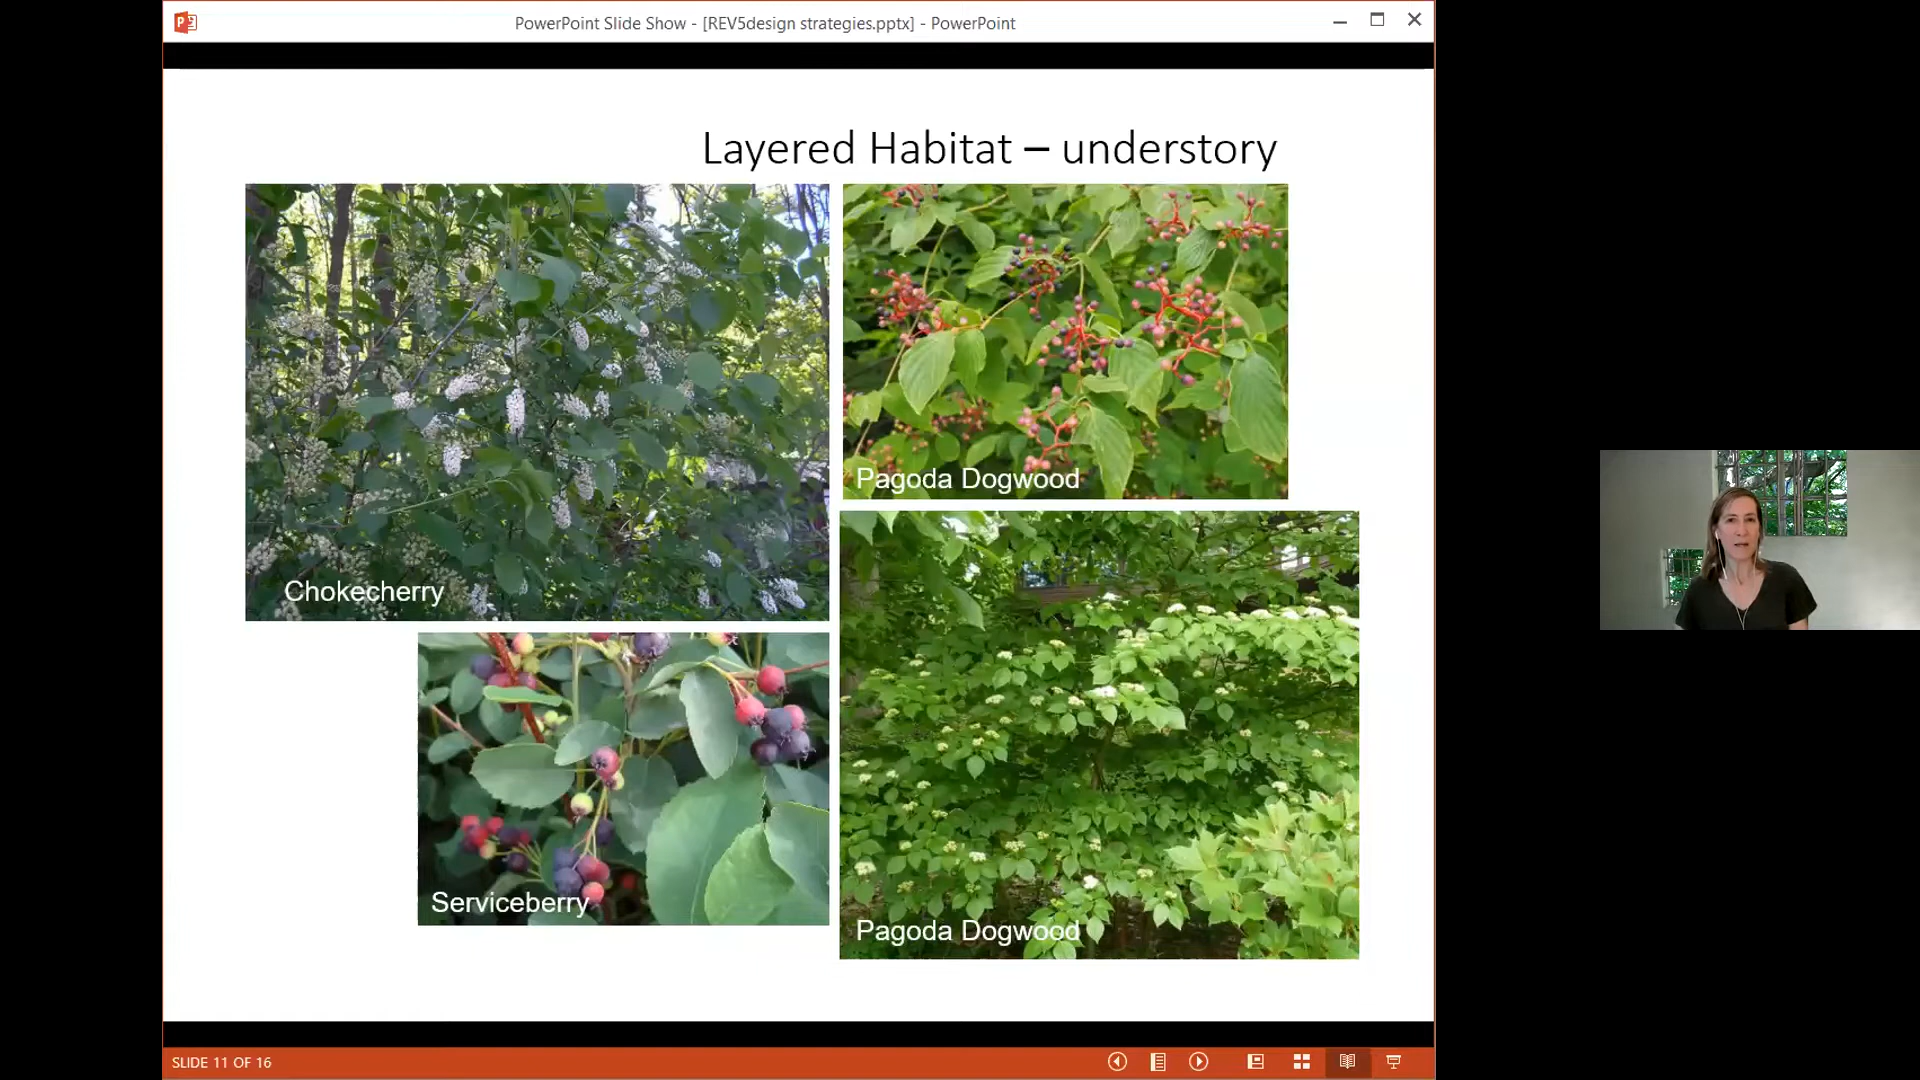 PowerPoint Slide Show - [REV5design strategies.pptx] - PowerPoint
Layered Habitat – understory
Chokecherry
Pagoda Dogwood
Serviceberry
Pagoda Dogwood
SLIDE 11 OF 16